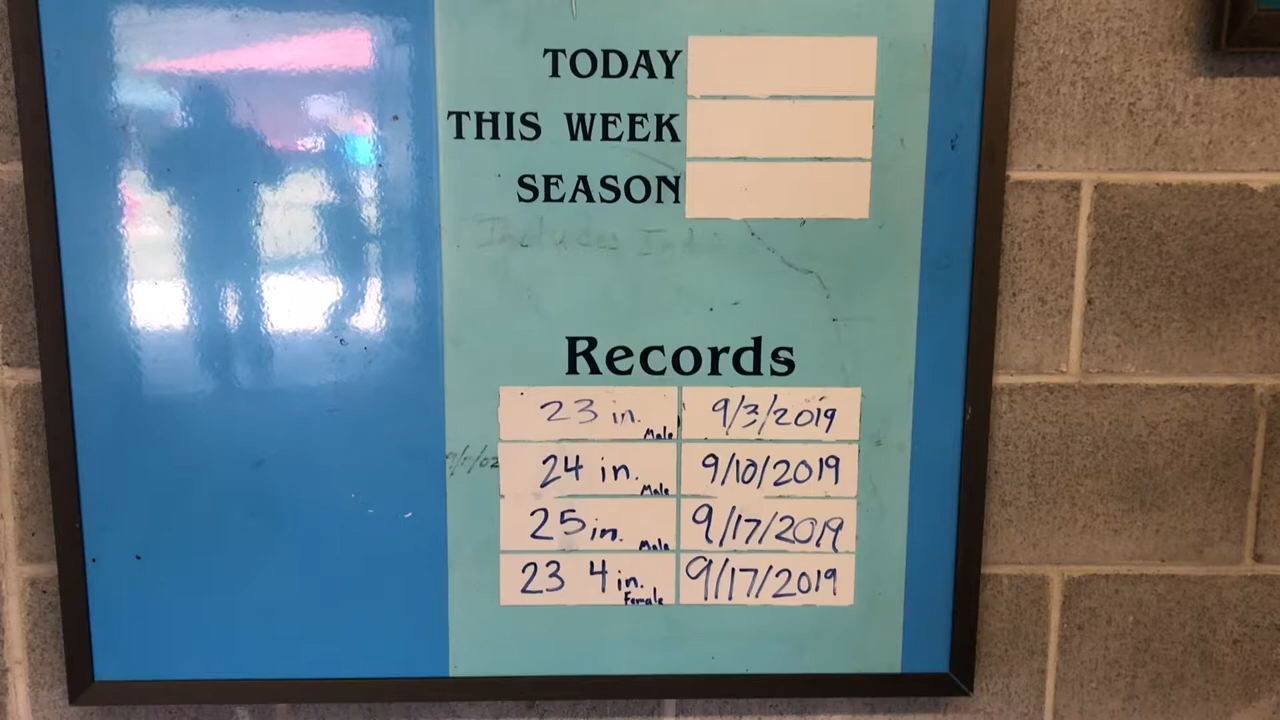 TODAY
THIS WEEK
SEASON
Includes
Records
23 in. Male 9/3/2019
24 in. Male 9/10/2019
25 in. Male 9/17/2019
23 4 in. Female 9/17/2019